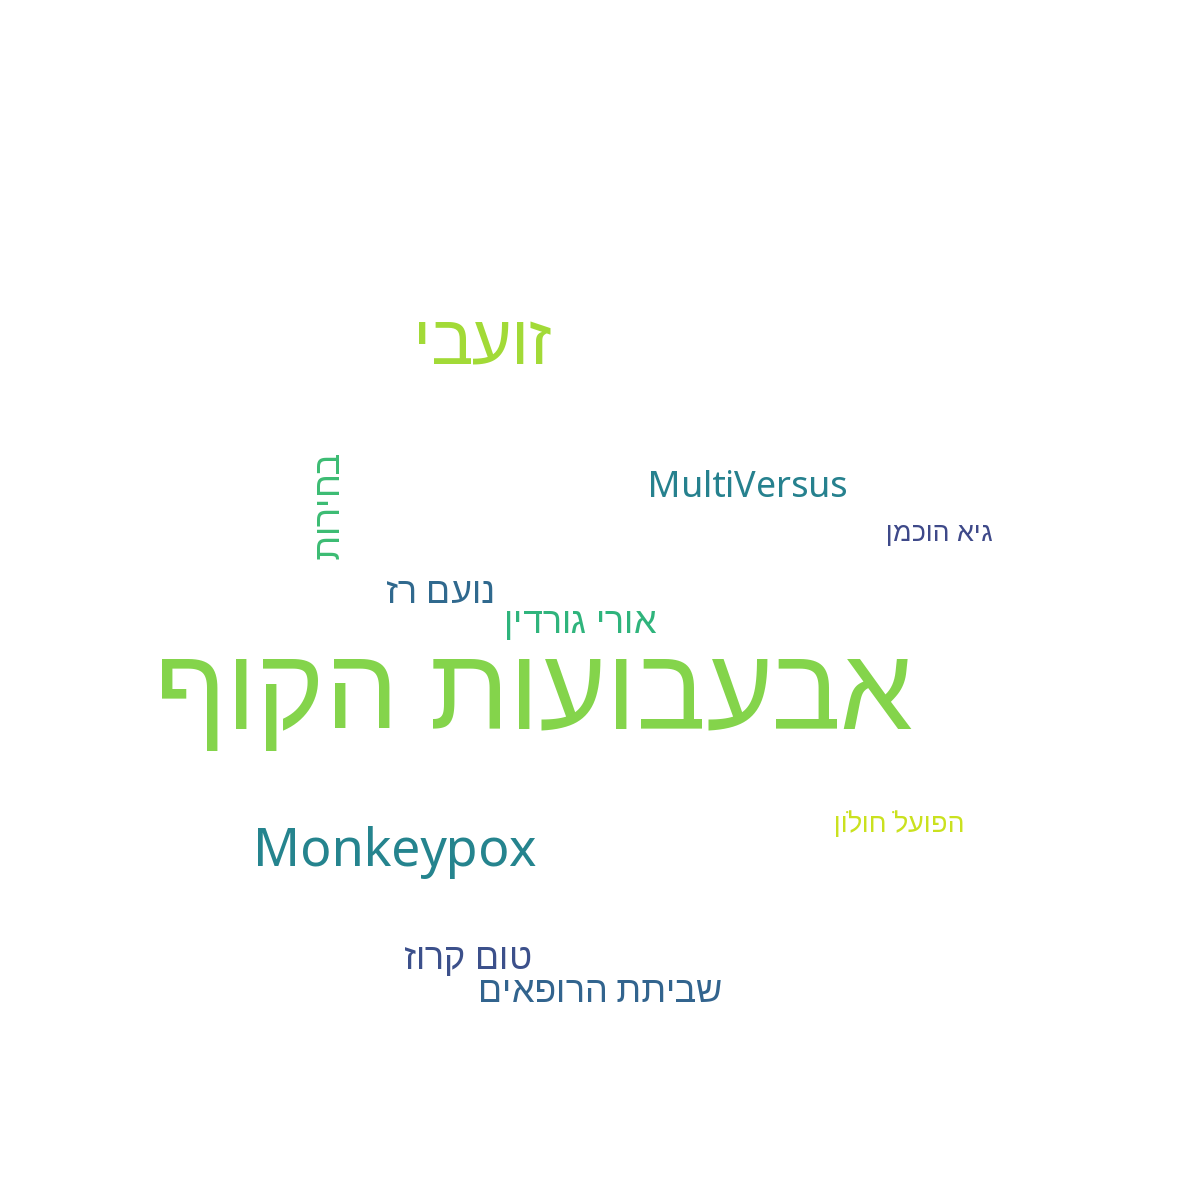 זועבי
בחירות
MultiVersus
גיא הוכמן
נועם רז
אורי גורדין
אבעבועות הקוף
הפועל חולון
Monkeypox
טום קרוז
שביתת הרופאים